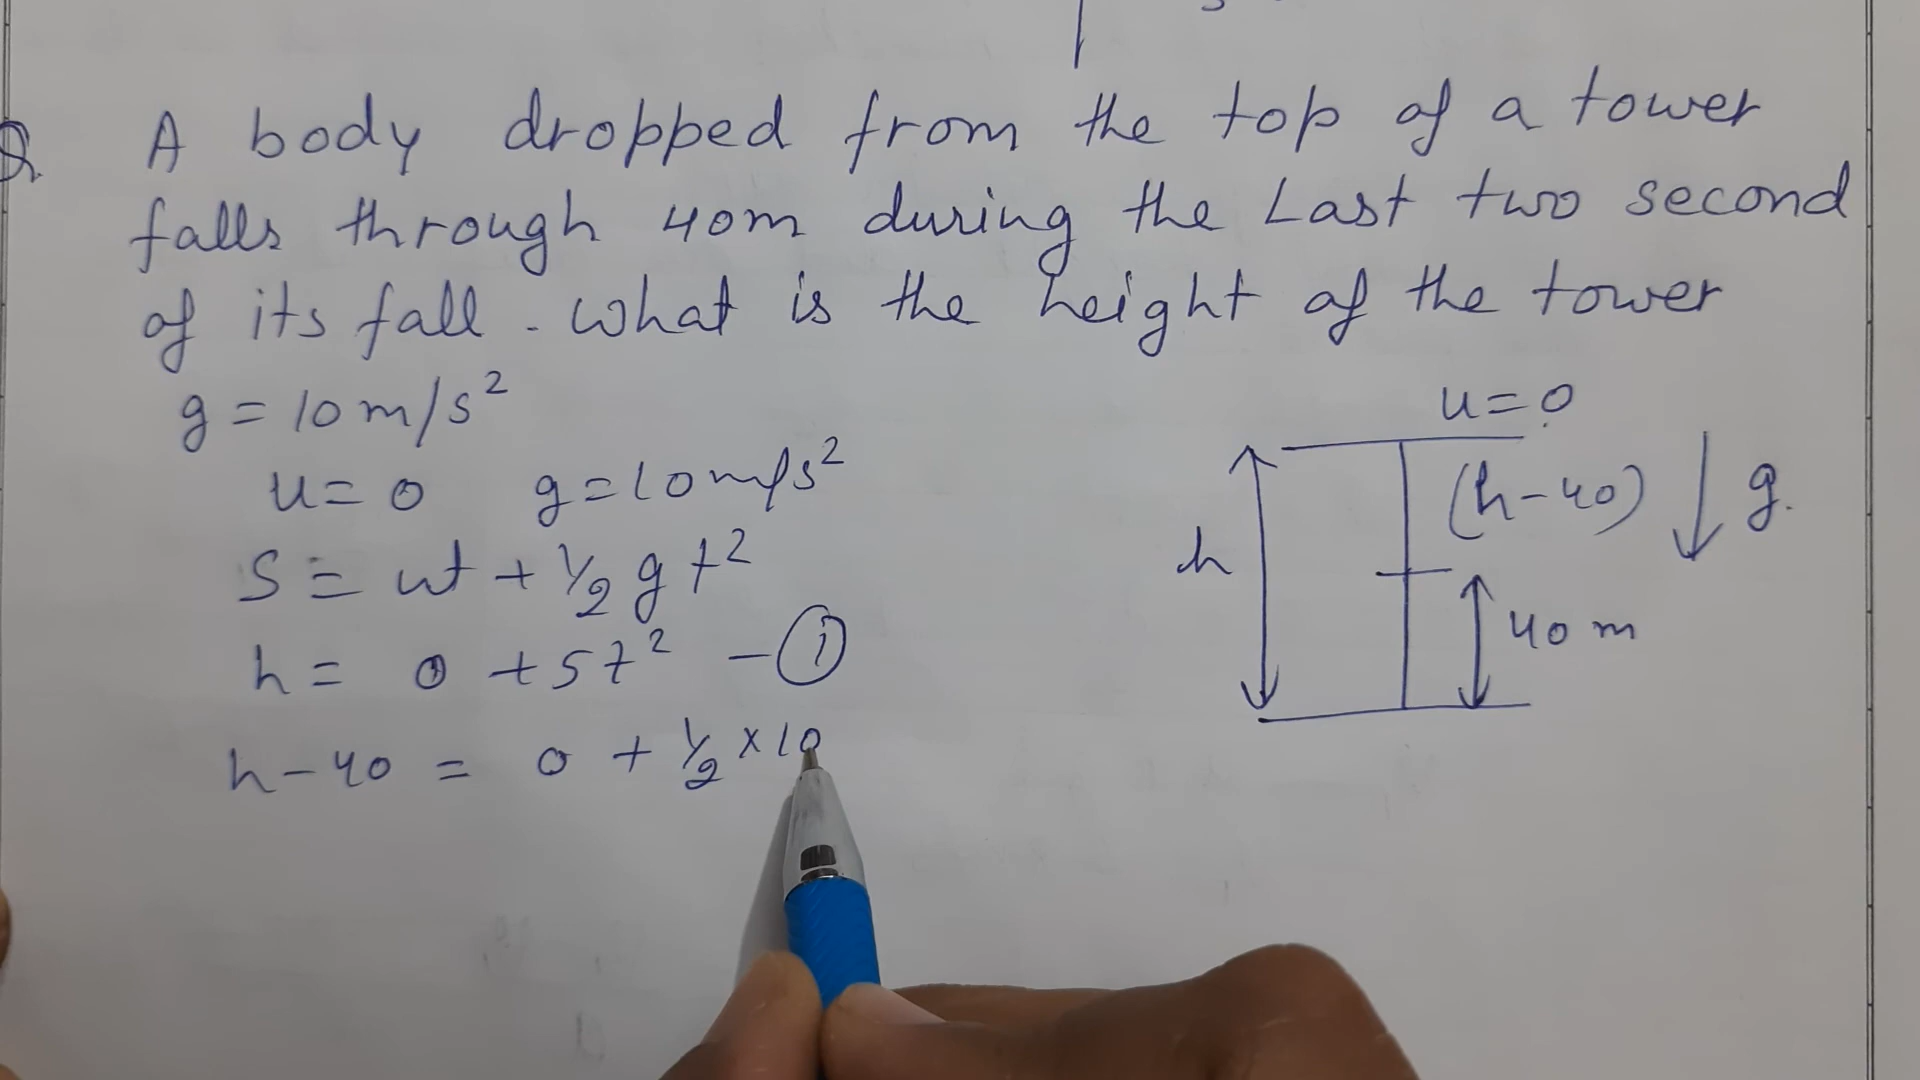 Q. A body dropped from the top of a tower
falls through 40m during the Last two second
of its fall. What is the height of the tower
g = 10 m/s²
u = 0 g = 10 m/s²
S = ut + 1/2 g t²
h = 0 + 5t² - ①
h - 40 = 0 + 1/2 × 10
u = 0
(h - 40)
g.
h
40 m